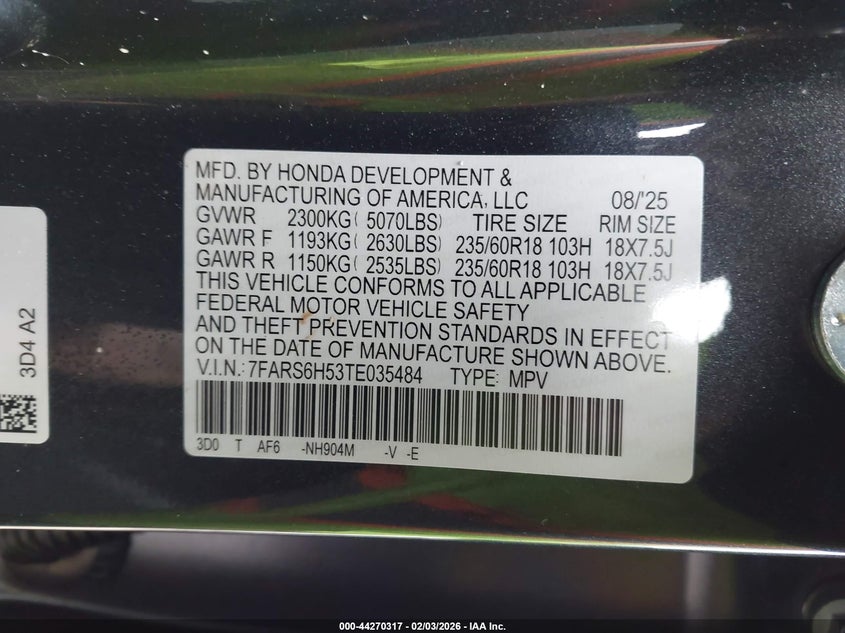 MFD. BY HONDA DEVELOPMENT &
MANUFACTURING OF AMERICA, LLC 08/'25
GVWR 2300KG( 5070LBS) TIRE SIZE RIM SIZE
GAWR F 1193KG( 2630LBS) 235/60R18 103H 18X7.5J
GAWR R 1150KG( 2535LBS) 235/60R18 103H 18X7.5J
THIS VEHICLE CONFORMS TO ALL APPLICABLE
FEDERAL MOTOR VEHICLE SAFETY
AND THEFT PREVENTION STANDARDS IN EFFECT
ON THE DATE OF MANUFACTURE SHOWN ABOVE.
V.I.N.: 7FARS6H53TE035484 TYPE: MPV
3D0 T AF6 -NH904M -V -E
3D4 A2
000-44270317 - 02/03/2026 - IAA Inc.